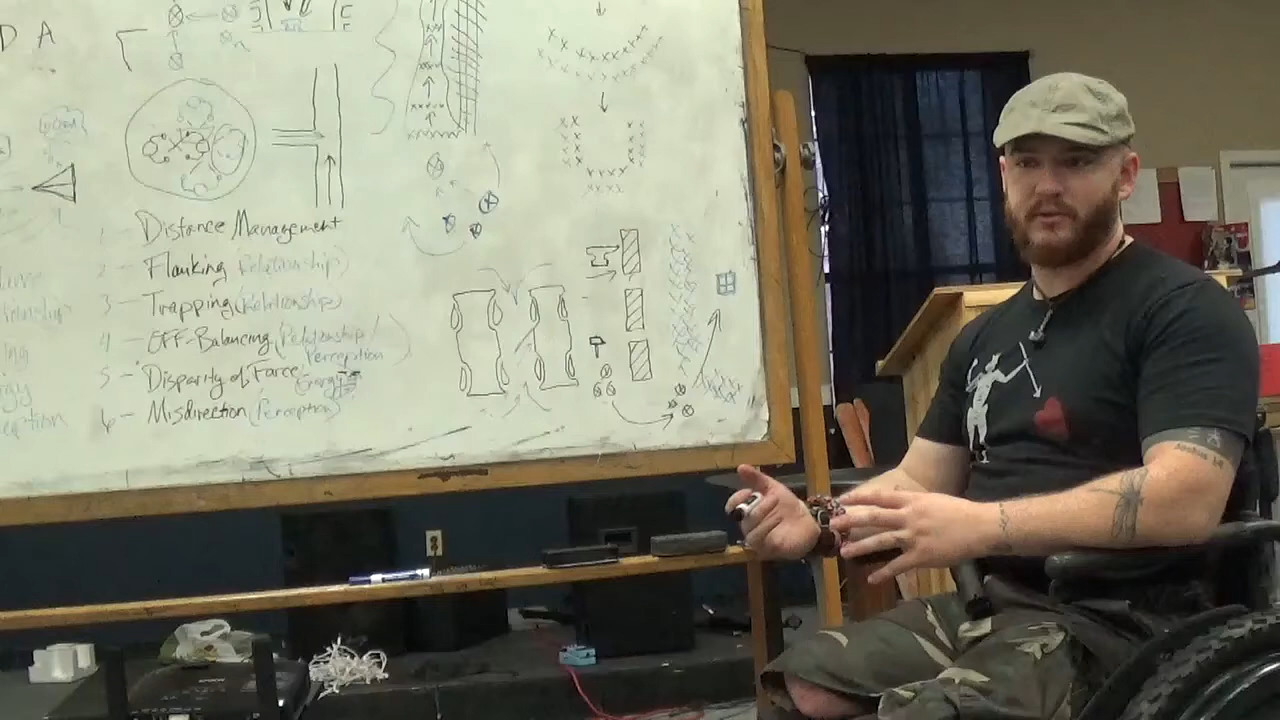 D A
1 - Distance Management
2 - Flanking (Relationship)
3 - Trapping (Relationship)
4 - OFF-Balancing (Relationship/
Perception
5 - Disparity of Force
Energy
6 - Misdirection (Perception)